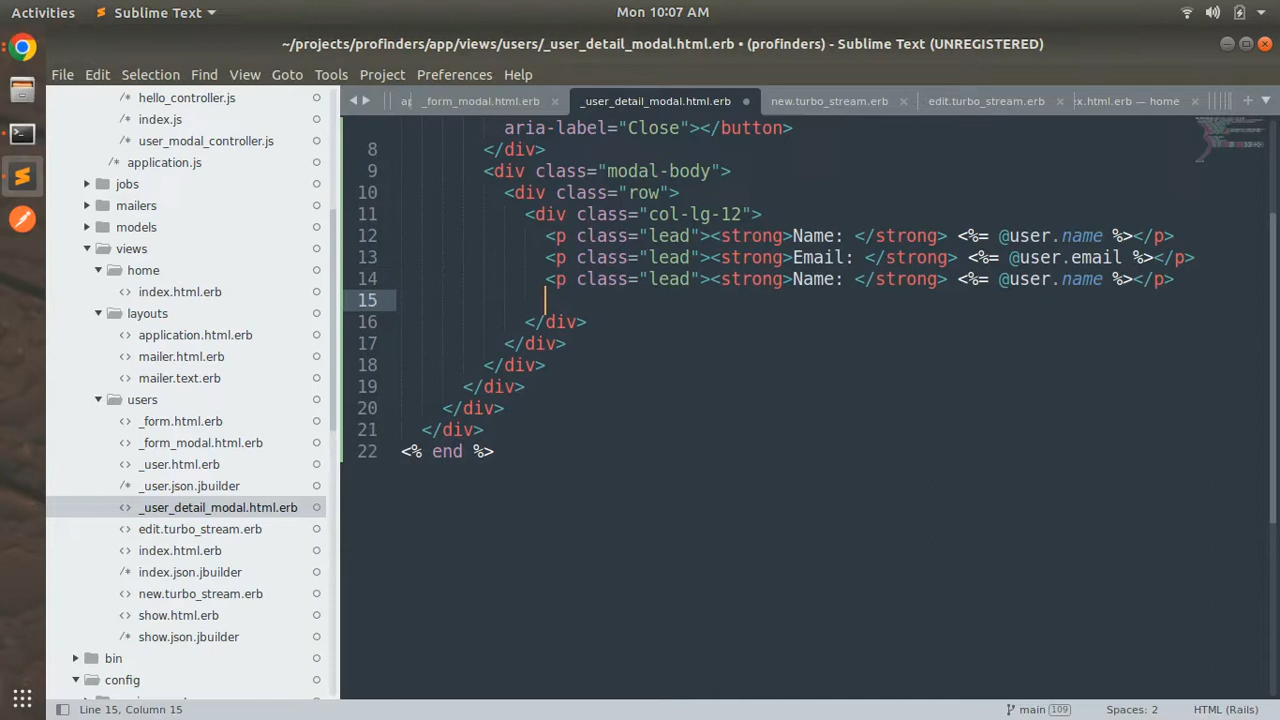 Activities
Sublime Text
Mon 10:07 AM
~/projects/profinders/app/views/users/_user_detail_modal.html.erb • (profinders) - Sublime Text (UNREGISTERED)
File Edit Selection Find View Goto Tools Project Preferences Help
hello_controller.js
index.js
user_modal_controller.js
application.js
jobs
mailers
models
views
home
index.html.erb
layouts
application.html.erb
mailer.html.erb
mailer.text.erb
users
_form.html.erb
_form_modal.html.erb
_user.html.erb
_user.json.jbuilder
_user_detail_modal.html.erb
edit.turbo_stream.erb
index.html.erb
index.json.jbuilder
new.turbo_stream.erb
show.html.erb
show.json.jbuilder
bin
config
_form_modal.html.erb _user_detail_modal.html.erb new.turbo_stream.erb edit.turbo_stream.erb x.html.erb — home
aria-label="Close"></button>
8 </div>
9 <div class="modal-body">
10 <div class="row">
11 <div class="col-lg-12">
12 <p class="lead"><strong>Name: </strong> <%= @user.name %></p>
13 <p class="lead"><strong>Email: </strong> <%= @user.email %></p>
14 <p class="lead"><strong>Name: </strong> <%= @user.name %></p>
15
16 </div>
17 </div>
18 </div>
19 </div>
20 </div>
21 </div>
22 <% end %>
Line 15, Column 15
main 109
Spaces: 2
HTML (Rails)